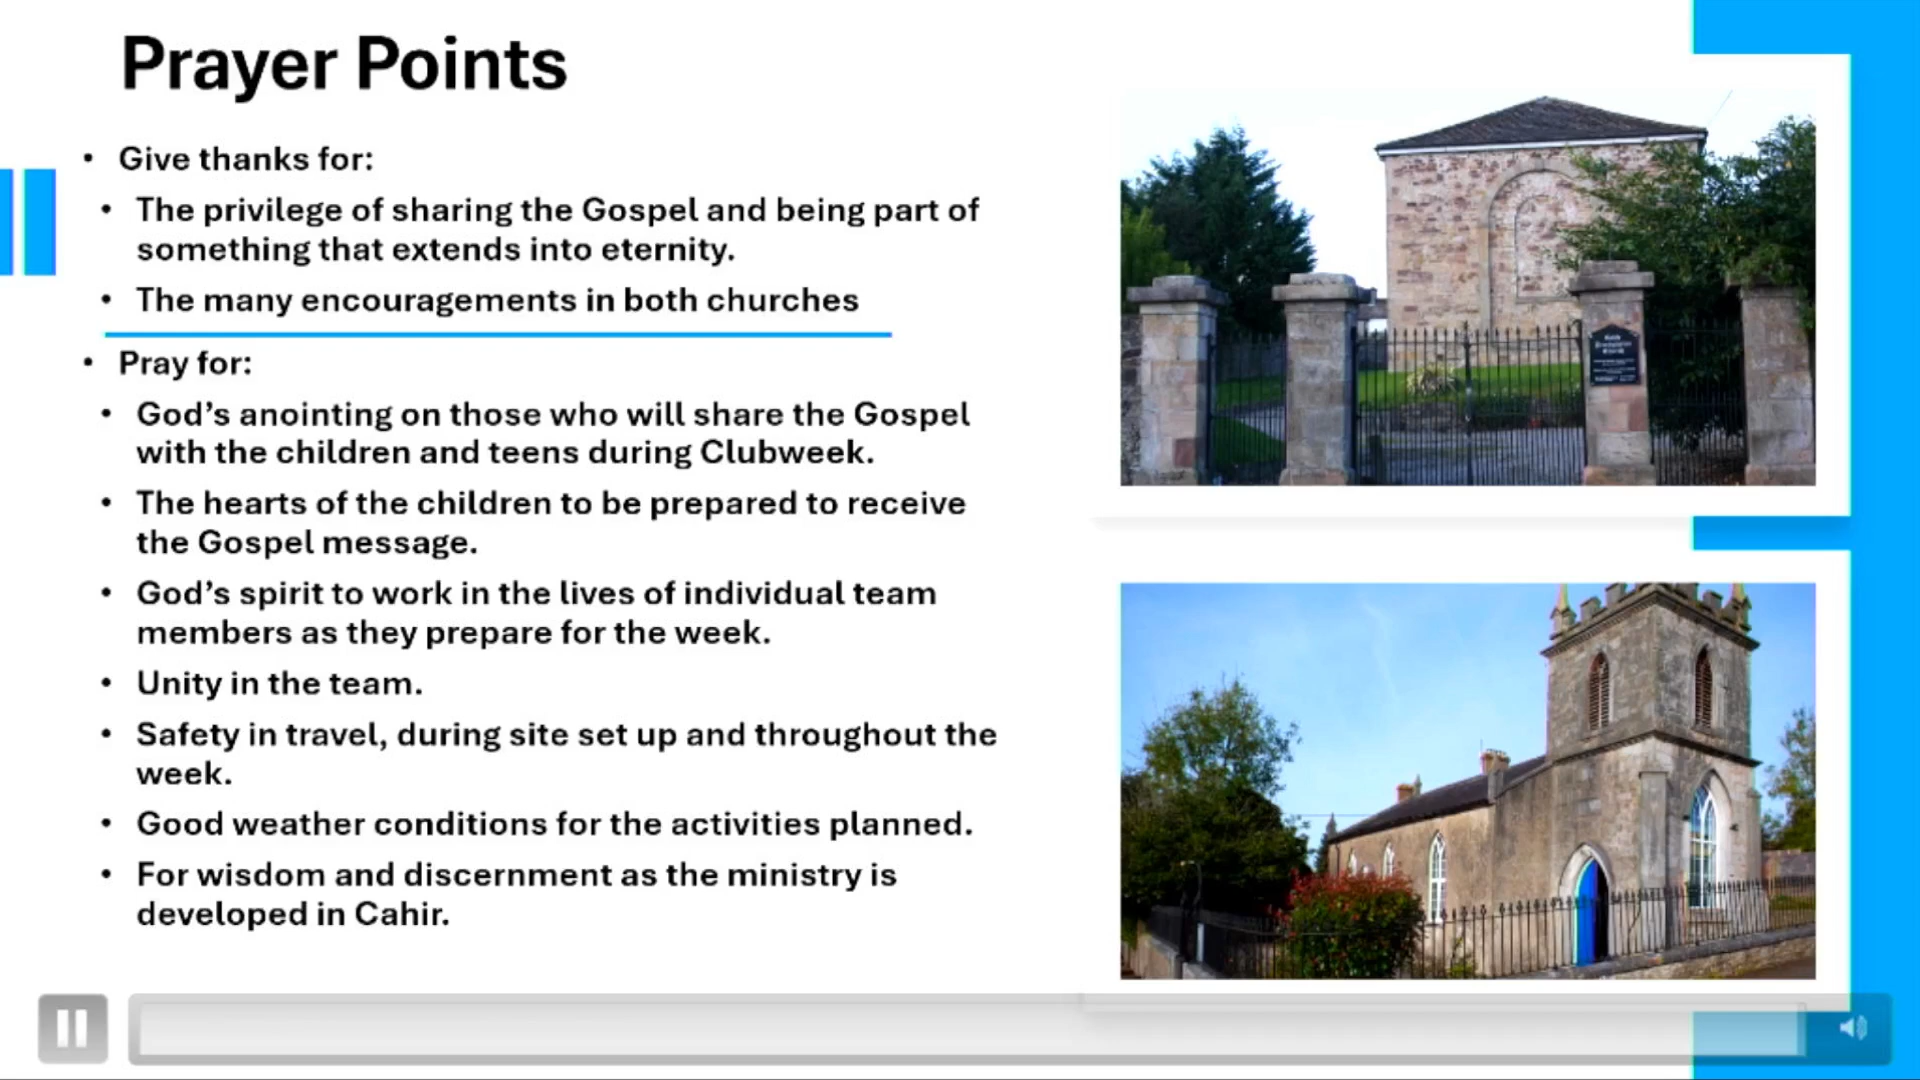 Prayer Points
• Give thanks for:
• The privilege of sharing the Gospel and being part of
something that extends into eternity.
• The many encouragements in both churches
• Pray for:
• God’s anointing on those who will share the Gospel
with the children and teens during Clubweek.
• The hearts of the children to be prepared to receive
the Gospel message.
• God’s spirit to work in the lives of individual team
members as they prepare for the week.
• Unity in the team.
• Safety in travel, during site set up and throughout the
week.
• Good weather conditions for the activities planned.
• For wisdom and discernment as the ministry is
developed in Cahir.
Presbyterian
Church